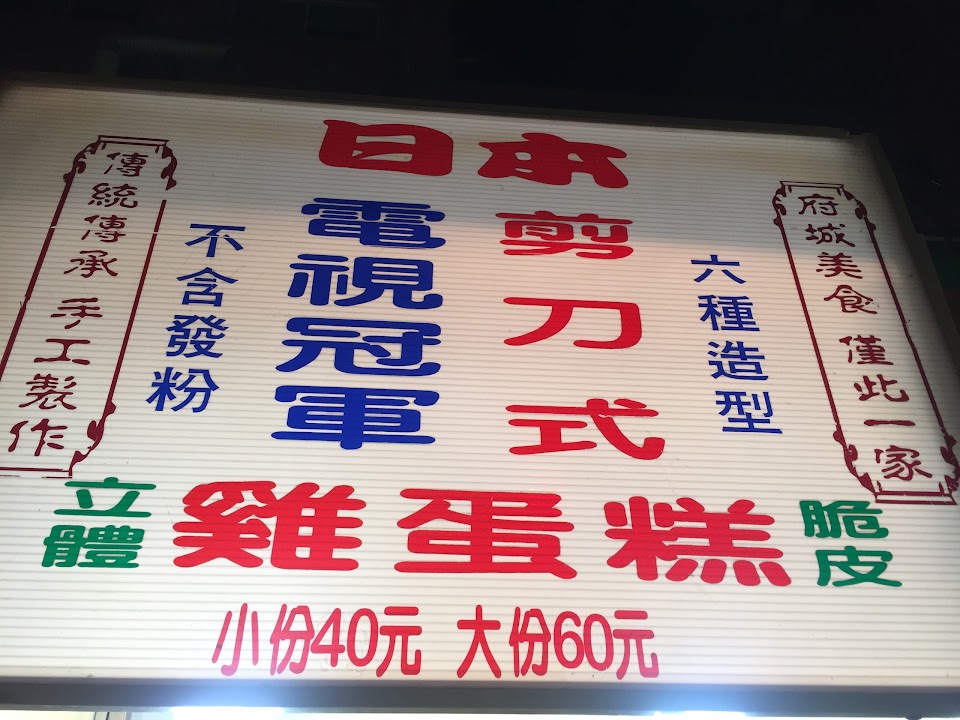 日本
電視冠軍
剪刀式
傳統傳承 手工製作
不含發粉
六種造型
府城美食 僅此一家
立體
雞蛋糕
脆皮
小份40元 大份60元